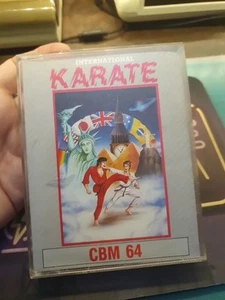 INTERNATIONAL
KARATE
CBM 64